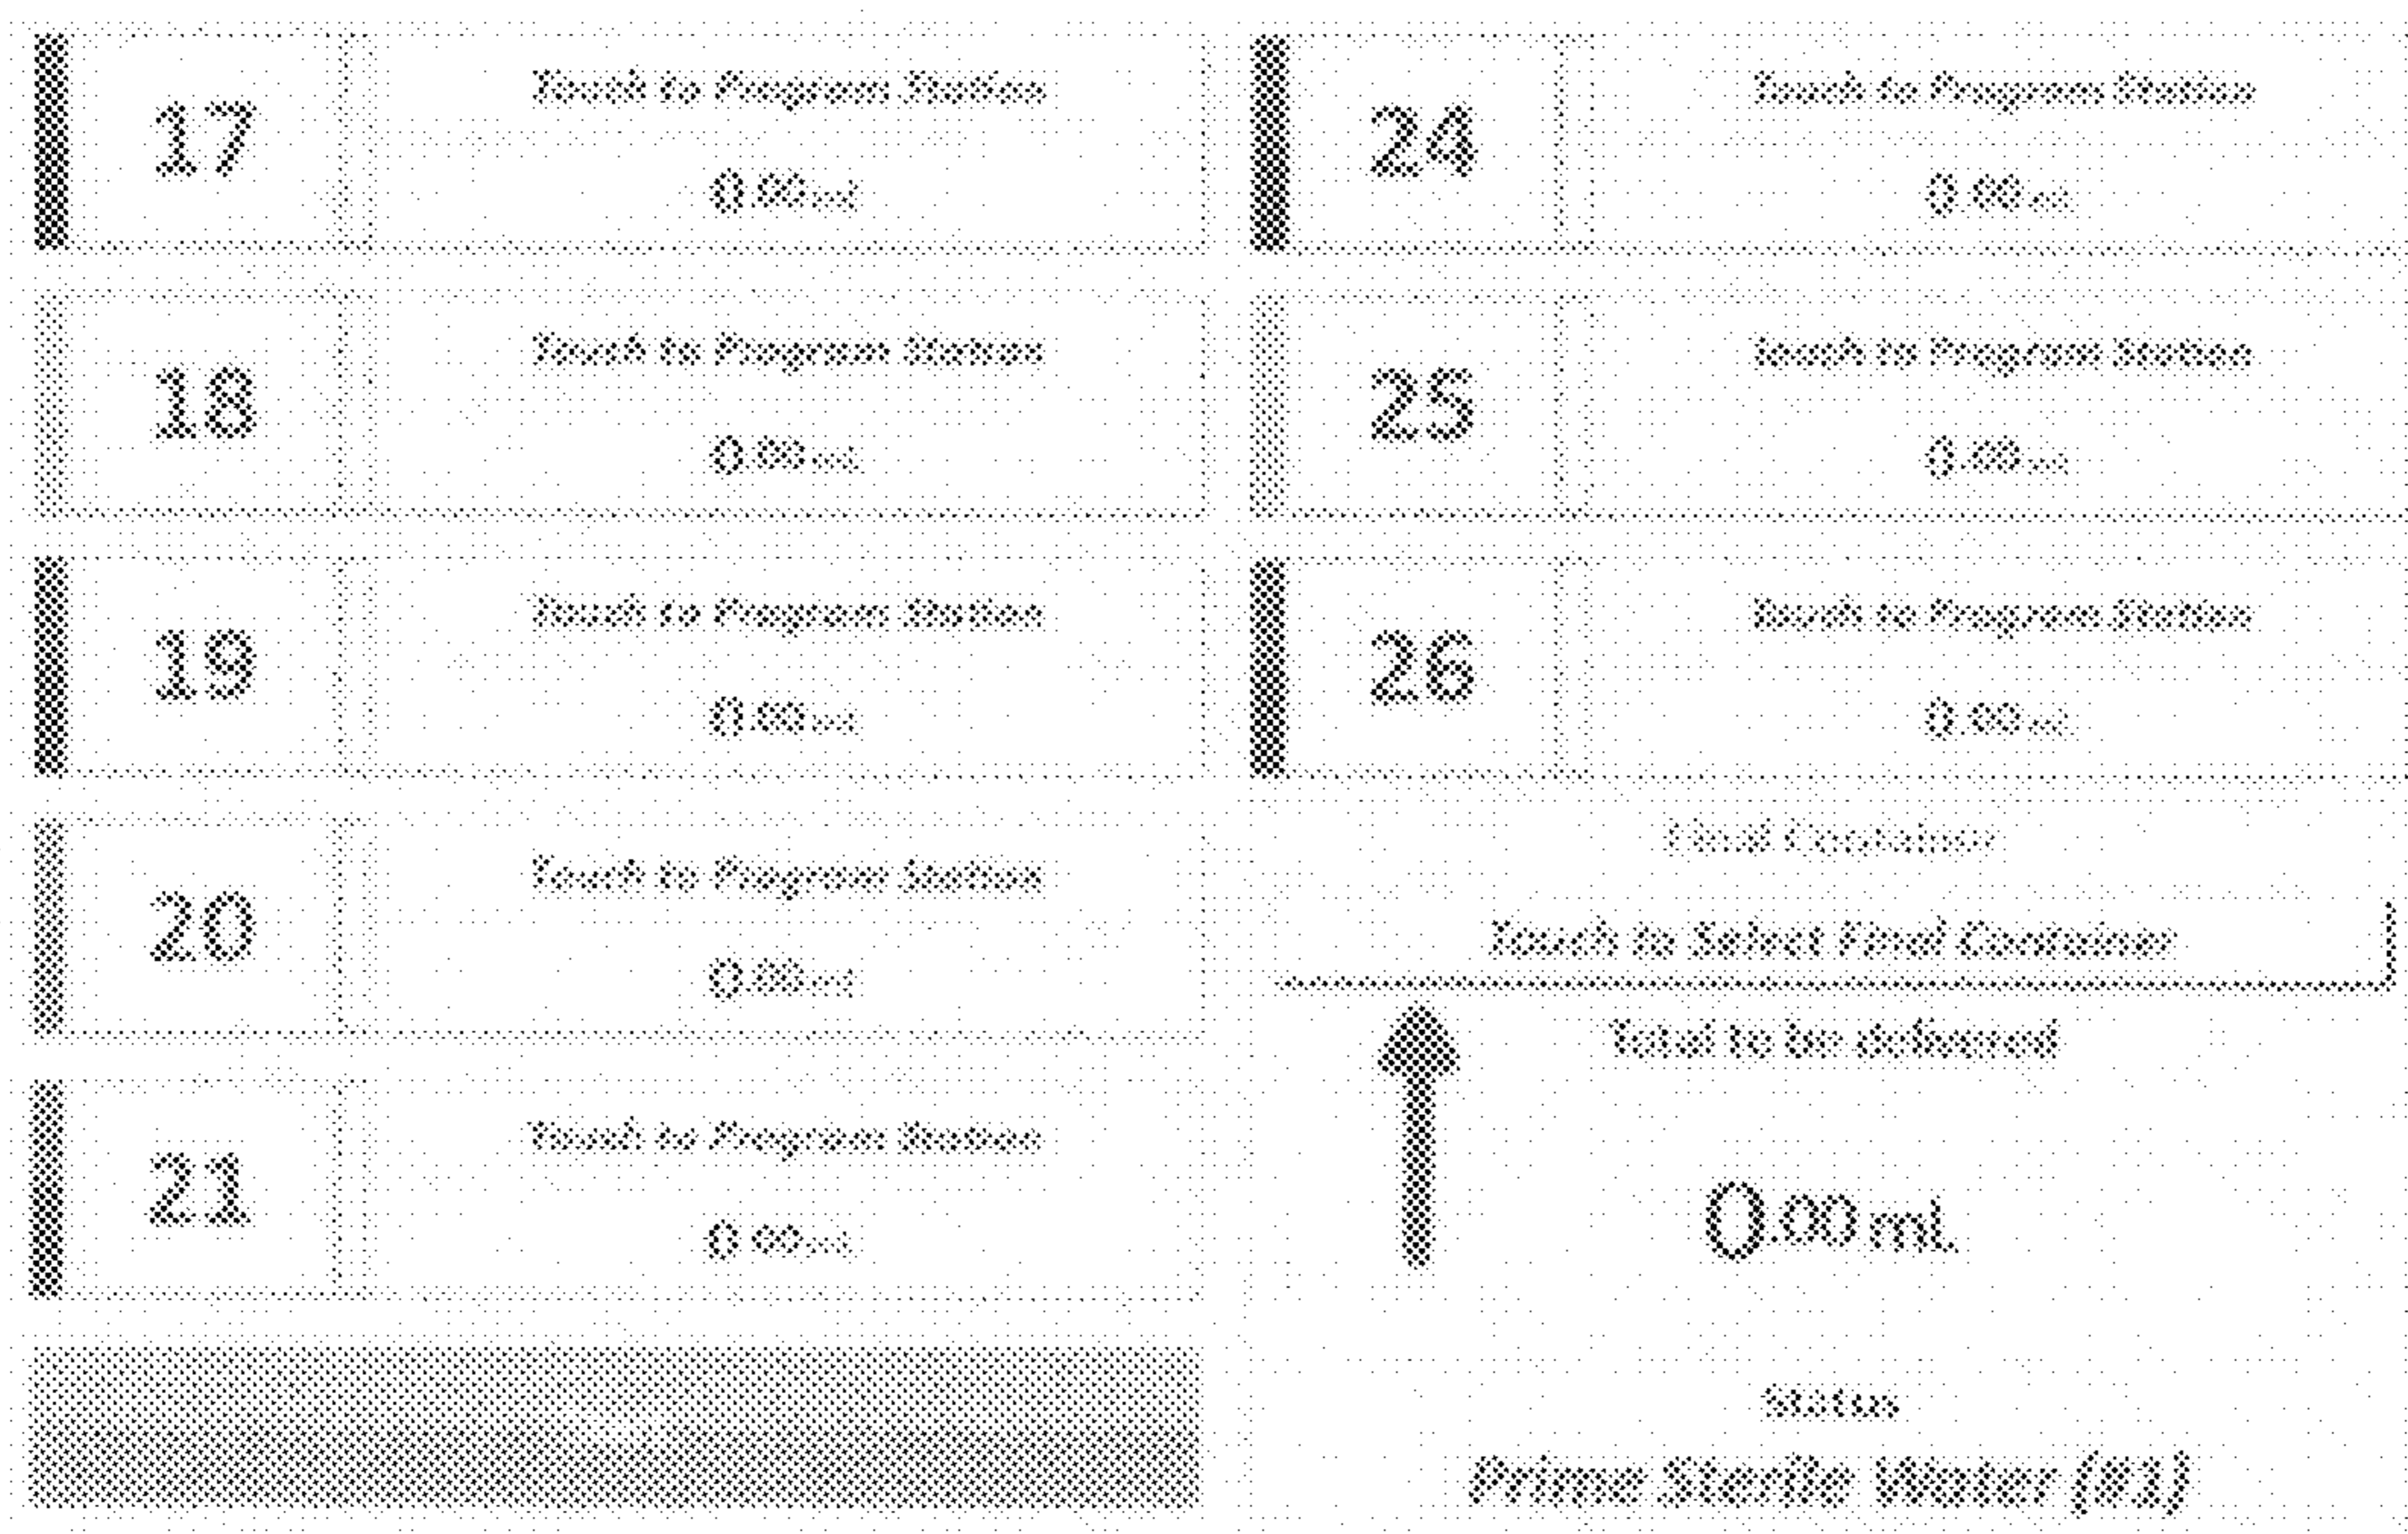 17
Touch to Program Station
0.00 ml
18
Touch to Program Station
0.00 ml
19
Touch to Program Station
0.00 ml
20
Touch to Program Station
0.00 ml
21
Touch to Program Station
0.00 ml
24
Touch to Program Station
0.00 ml
25
Touch to Program Station
0.00 ml
26
Touch to Program Station
0.00 ml
Final Container
Touch to Select Final Container
Total to be delivered
0.00 mL
Status
Prime Sterile Water (#1)